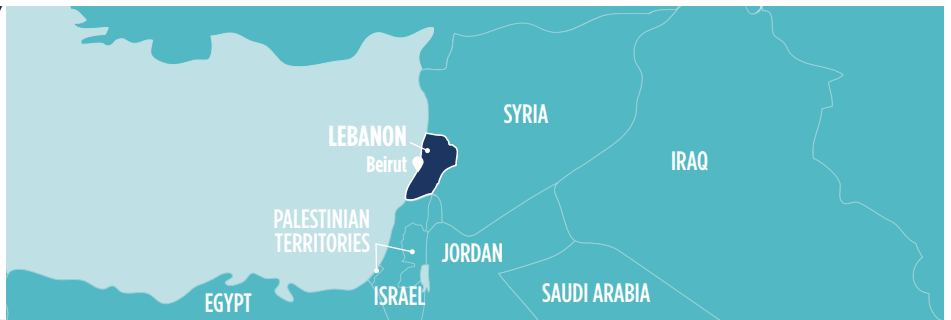 SYRIA
LEBANON
Beirut
IRAQ
PALESTINIAN
TERRITORIES
JORDAN
EGYPT
ISRAEL
SAUDI ARABIA